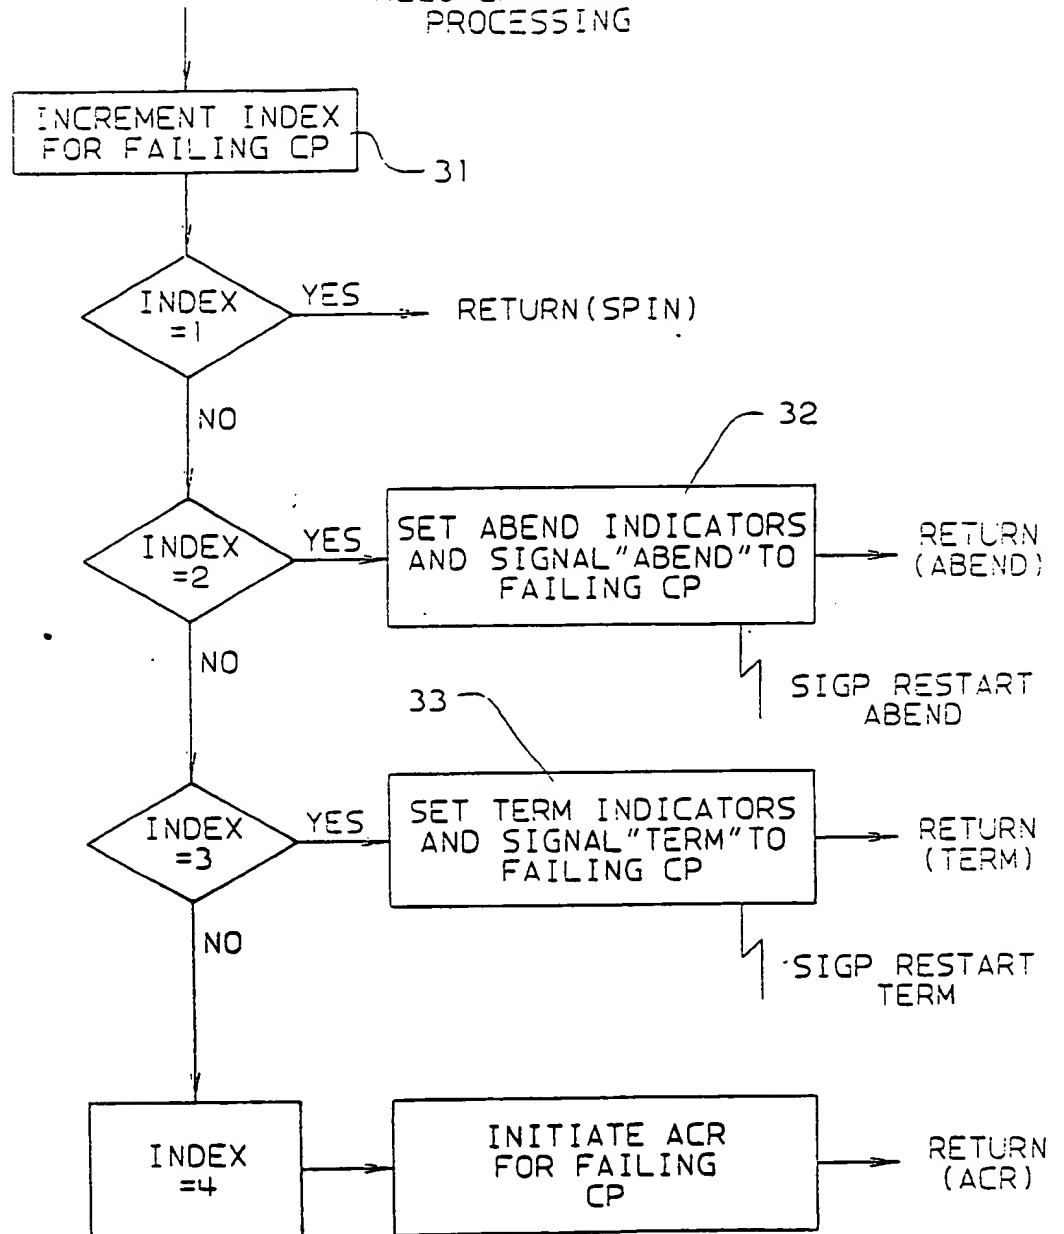 PROCESSING
INCREMENT INDEX
FOR FAILING CP
31
INDEX
=1
YES
RETURN(SPIN)
NO
32
INDEX
=2
YES
SET ABEND INDICATORS
AND SIGNAL"ABEND"TO
FAILING CP
RETURN
(ABEND)
NO
SIGP RESTART
ABEND
33
INDEX
=3
YES
SET TERM INDICATORS
AND SIGNAL"TERM"TO
FAILING CP
RETURN
(TERM)
NO
SIGP RESTART
TERM
INDEX
=4
INITIATE ACR
FOR FAILING
CP
RETURN
(ACR)